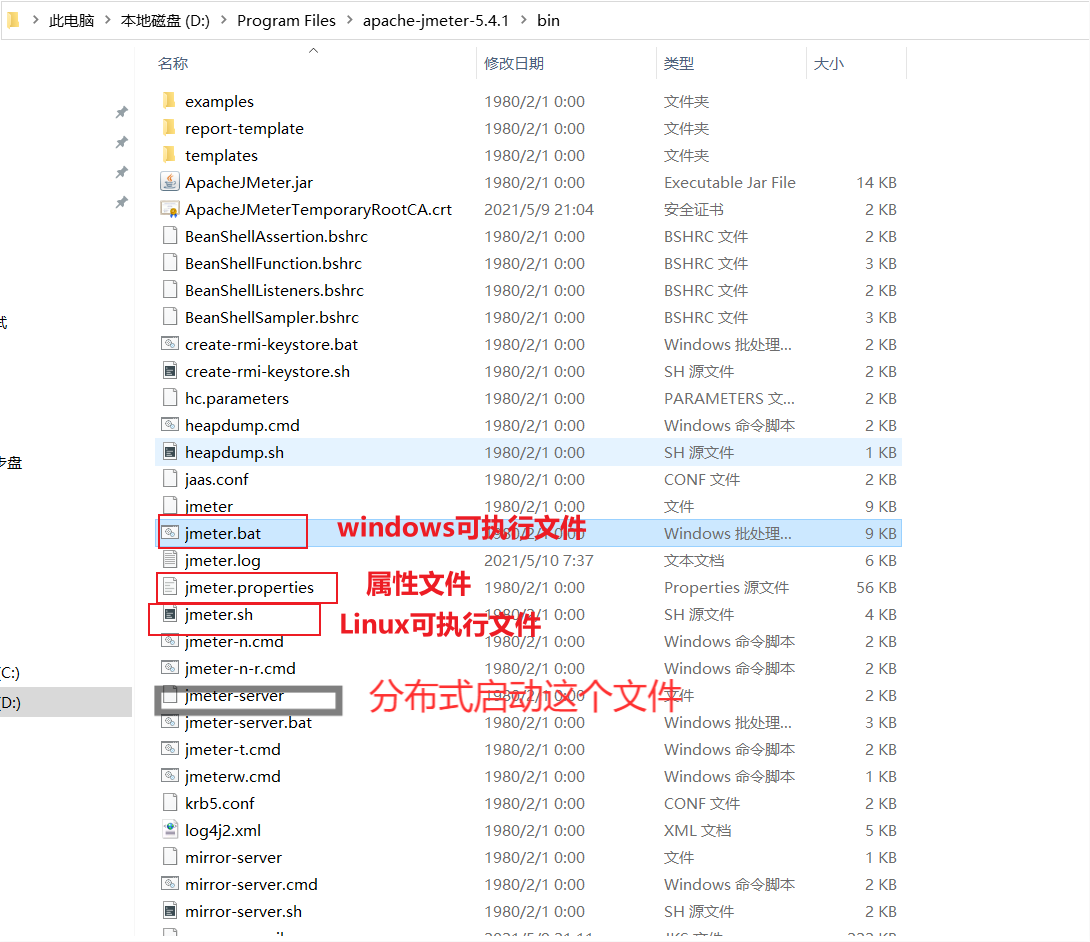 此电脑 > 本地磁盘 (D:) > Program Files > apache-jmeter-5.4.1 > bin
名称 修改日期 类型 大小
examples 1980/2/1 0:00 文件夹
report-template 1980/2/1 0:00 文件夹
templates 1980/2/1 0:00 文件夹
ApacheJMeter.jar 1980/2/1 0:00 Executable Jar File 14 KB
ApacheJMeterTemporaryRootCA.crt 2021/5/9 21:04 安全证书 2 KB
BeanShellAssertion.bshrc 1980/2/1 0:00 BSHRC 文件 2 KB
BeanShellFunction.bshrc 1980/2/1 0:00 BSHRC 文件 3 KB
BeanShellListeners.bshrc 1980/2/1 0:00 BSHRC 文件 2 KB
BeanShellSampler.bshrc 1980/2/1 0:00 BSHRC 文件 3 KB
create-rmi-keystore.bat 1980/2/1 0:00 Windows 批处理... 2 KB
create-rmi-keystore.sh 1980/2/1 0:00 SH 源文件 2 KB
hc.parameters 1980/2/1 0:00 PARAMETERS 文... 2 KB
heapdump.cmd 1980/2/1 0:00 Windows 命令脚本 2 KB
heapdump.sh 1980/2/1 0:00 SH 源文件 1 KB
jaas.conf 1980/2/1 0:00 CONF 文件 2 KB
jmeter 1980/2/1 0:00 文件 9 KB
jmeter.bat windows可执行文件 1980/2/1 0:00 Windows 批处理... 9 KB
jmeter.log 2021/5/10 7:37 文本文档 6 KB
jmeter.properties 属性文件 1980/2/1 0:00 Properties 源文件 56 KB
jmeter.sh Linux可执行文件 1980/2/1 0:00 SH 源文件 4 KB
jmeter-n.cmd 1980/2/1 0:00 Windows 命令脚本 2 KB
jmeter-n-r.cmd 1980/2/1 0:00 Windows 命令脚本 2 KB
(C:)
jmeter-server 分布式启动这个文件 1980/2/1 0:00 文件 2 KB
(D:)
jmeter-server.bat 1980/2/1 0:00 Windows 批处理... 3 KB
jmeter-t.cmd 1980/2/1 0:00 Windows 命令脚本 2 KB
jmeterw.cmd 1980/2/1 0:00 Windows 命令脚本 1 KB
krb5.conf 1980/2/1 0:00 CONF 文件 2 KB
log4j2.xml 1980/2/1 0:00 XML 文档 5 KB
mirror-server 1980/2/1 0:00 文件 1 KB
mirror-server.cmd 1980/2/1 0:00 Windows 命令脚本 2 KB
mirror-server.sh 1980/2/1 0:00 SH 源文件 2 KB